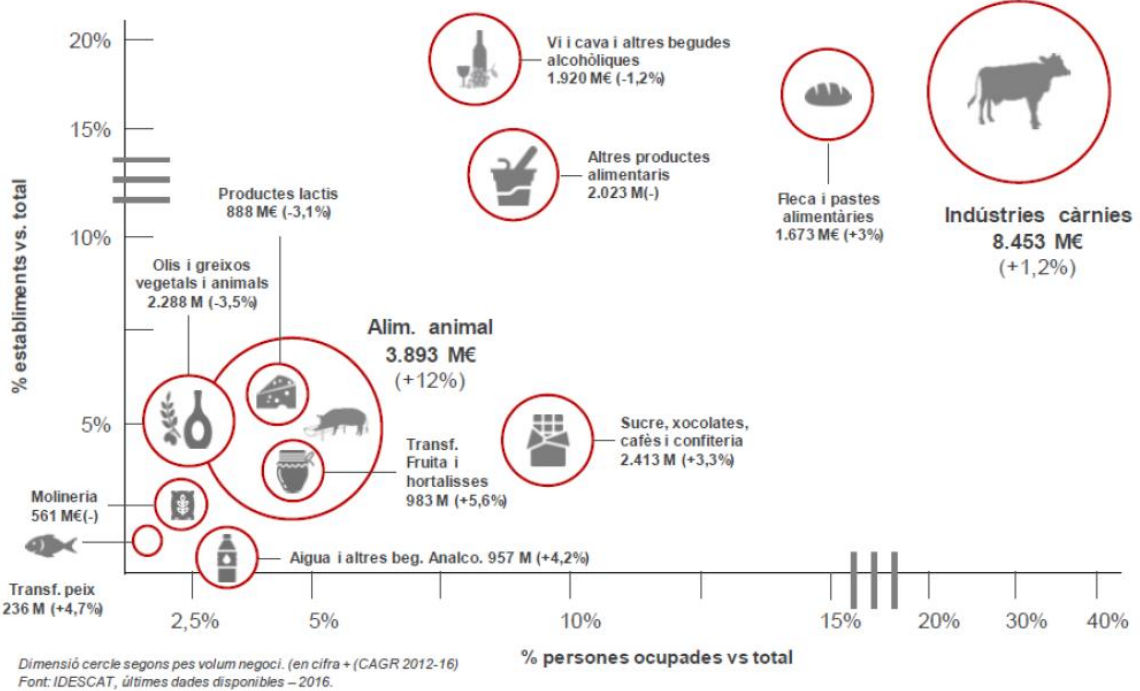 20%
15%
10%
5%
% establiments vs. total
Vi i cava i altres begudes
alcohòliques
1.920 M€ (-1,2%)
Altres productes
alimentaris
2.023 M(-)
Fleca i pastes
alimentàries
1.673 M€ (+3%)
Indústries càrnies
8.453 M€
(+1,2%)
Productes lactis
888 M€ (-3,1%)
Olis i greixos
vegetals i animals
2.288 M (-3,5%)
Alim. animal
3.893 M€
(+12%)
Transf.
Fruita i
hortalisses
983 M (+5,6%)
Sucre, xocolates,
cafès i confiteria
2.413 M (+3,3%)
Molineria
561 M€(-)
Aigua i altres beg. Analco. 957 M (+4,2%)
Transf. peix
236 M (+4,7%)
2,5%
5%
10%
15%
20%
30%
40%
% persones ocupades vs total
Dimensió cercle segons pes volum negoci. (en cifra + (CAGR 2012-16)
Font: IDESCAT, últimes dades disponibles – 2016.